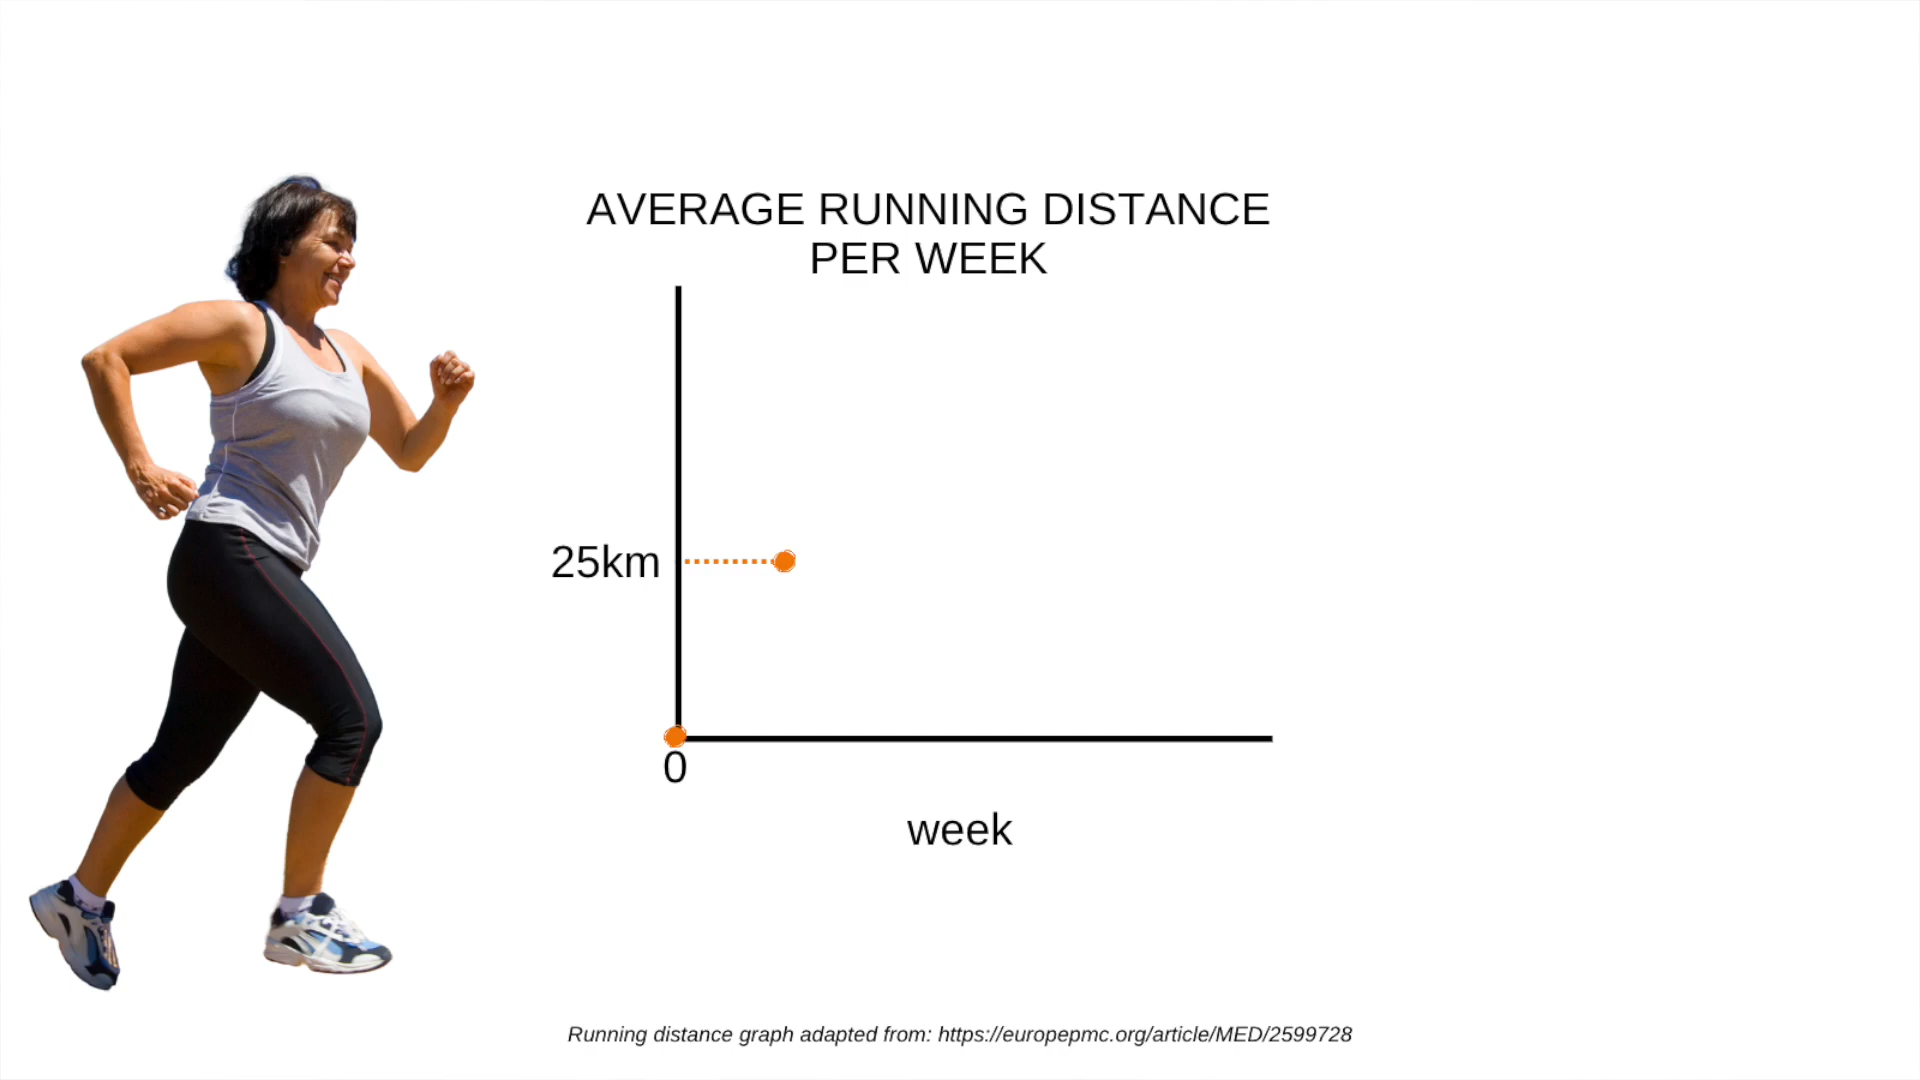 AVERAGE RUNNING DISTANCE
PER WEEK
25km
0
week
Running distance graph adapted from: https://europepmc.org/article/MED/2599728